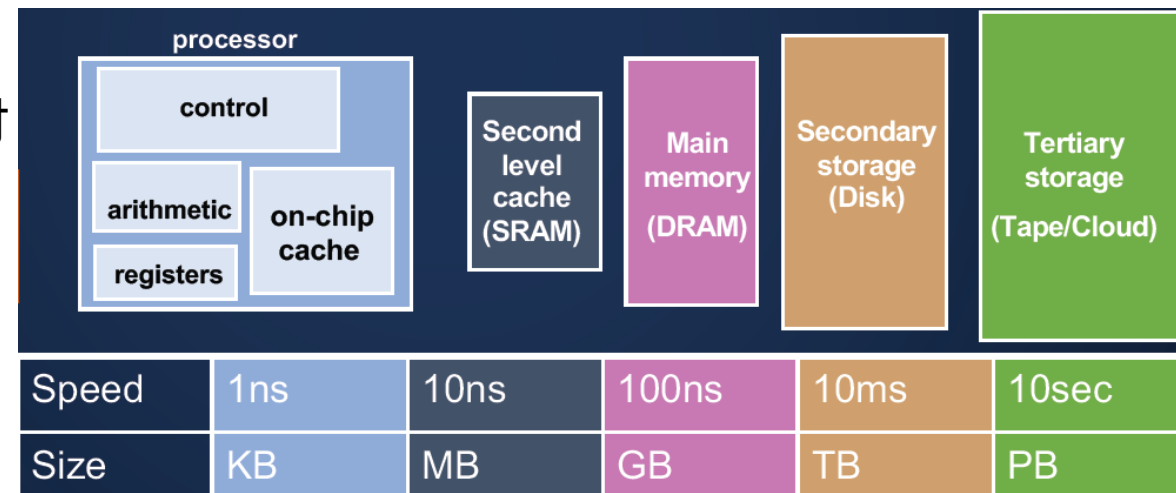 processor
control
arithmetic
registers
on-chip
cache
Second
level
cache
(SRAM)
Main
memory
(DRAM)
Secondary
storage
(Disk)
Tertiary
storage
(Tape/Cloud)
Speed 1ns 10ns 100ns 10ms 10sec
Size KB MB GB TB PB